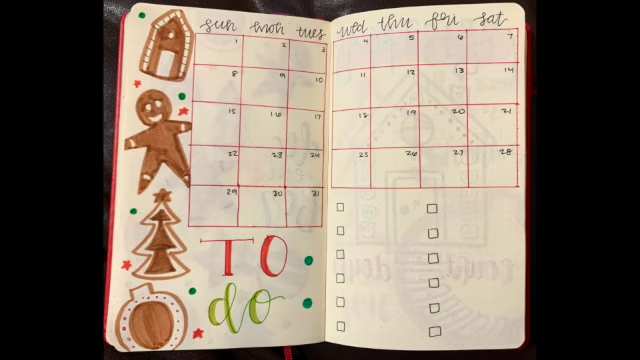 sun mon tues wed thu fri sat
1 2 3 4 5 6 7
8 9 10 11 12 13 14
15 16 17 18 19 20 21
22 23 24 25 26 27 28
29 30 31
TO
do